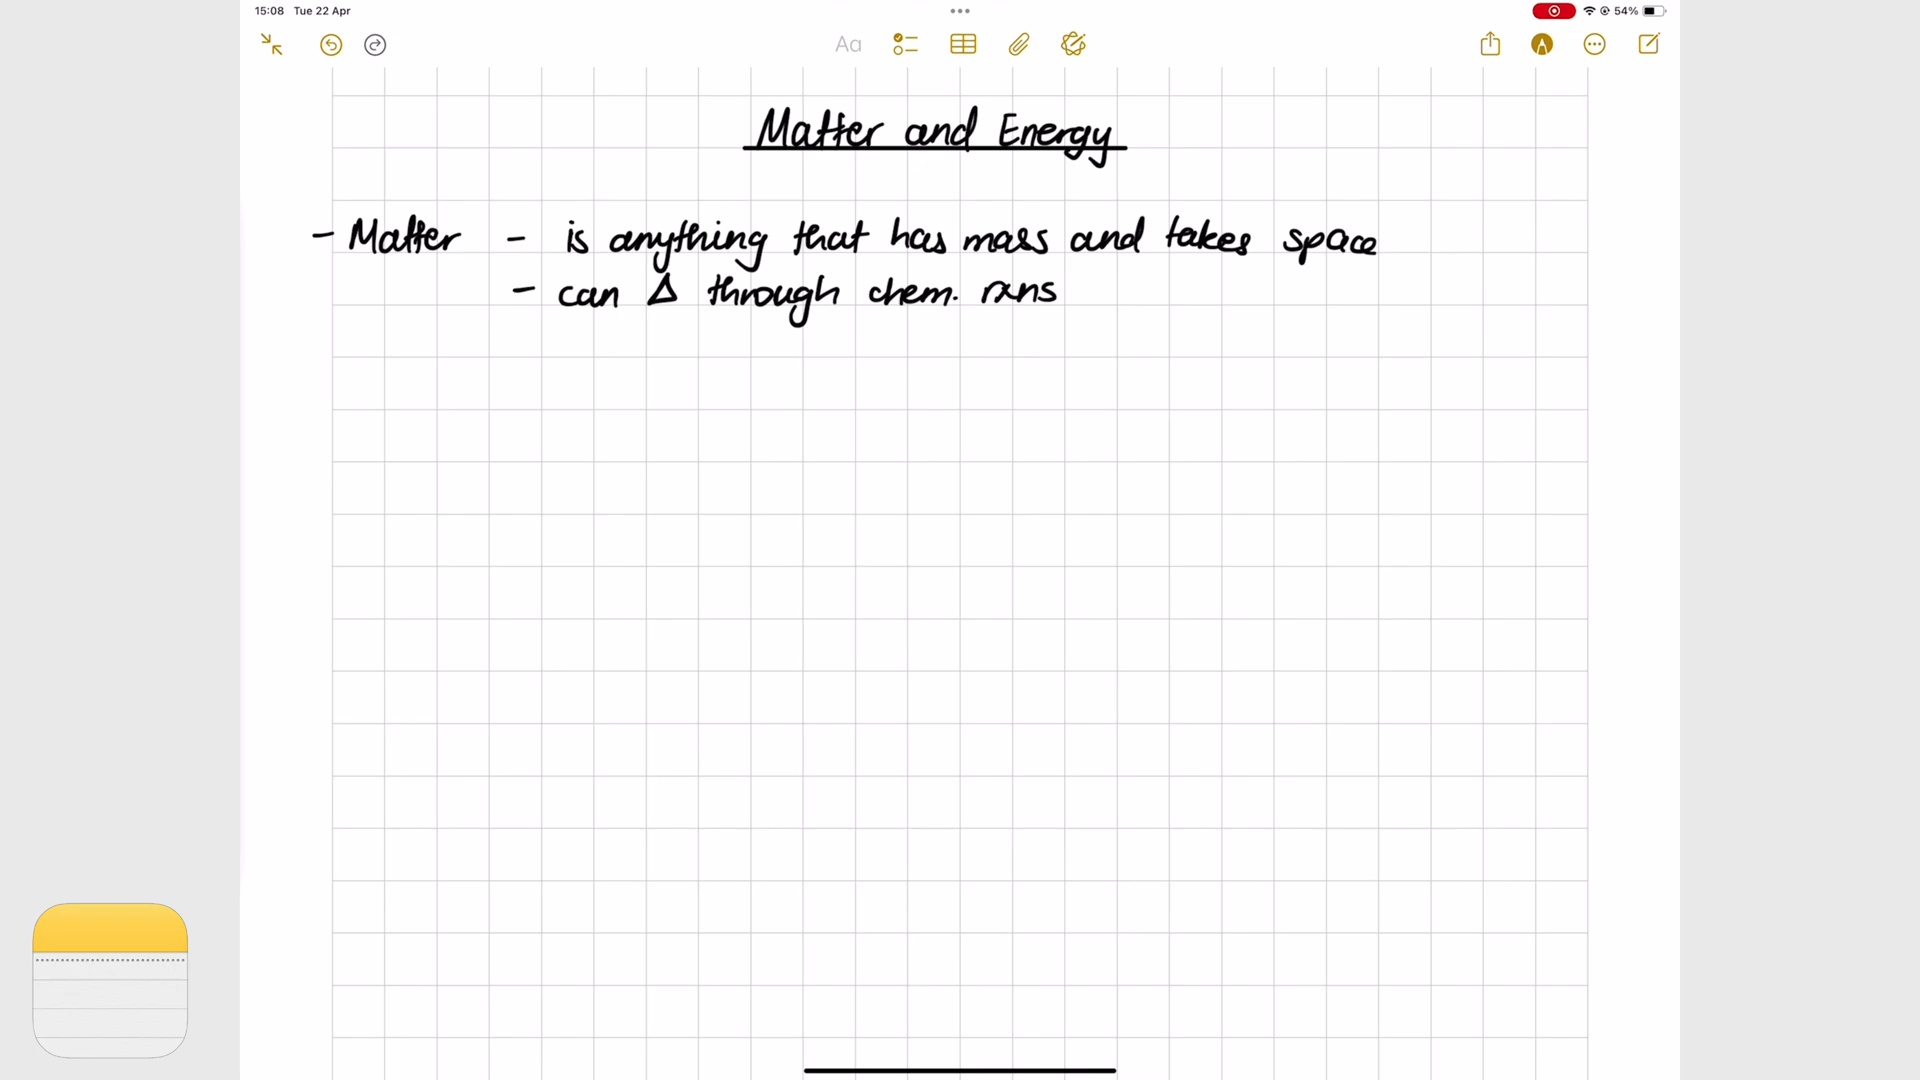 15:08 Tue 22 Apr
54%
Aa
Matter and Energy
- Matter - is anything that has mass and takes space
- can Δ through chem. rxns